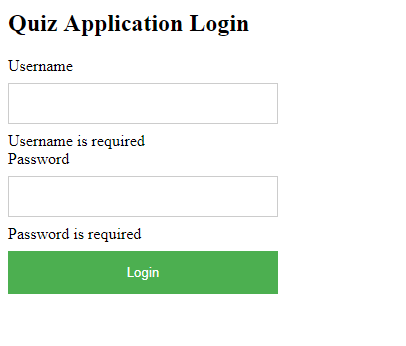 Quiz Application Login
Username
Username is required
Password
Password is required
Login